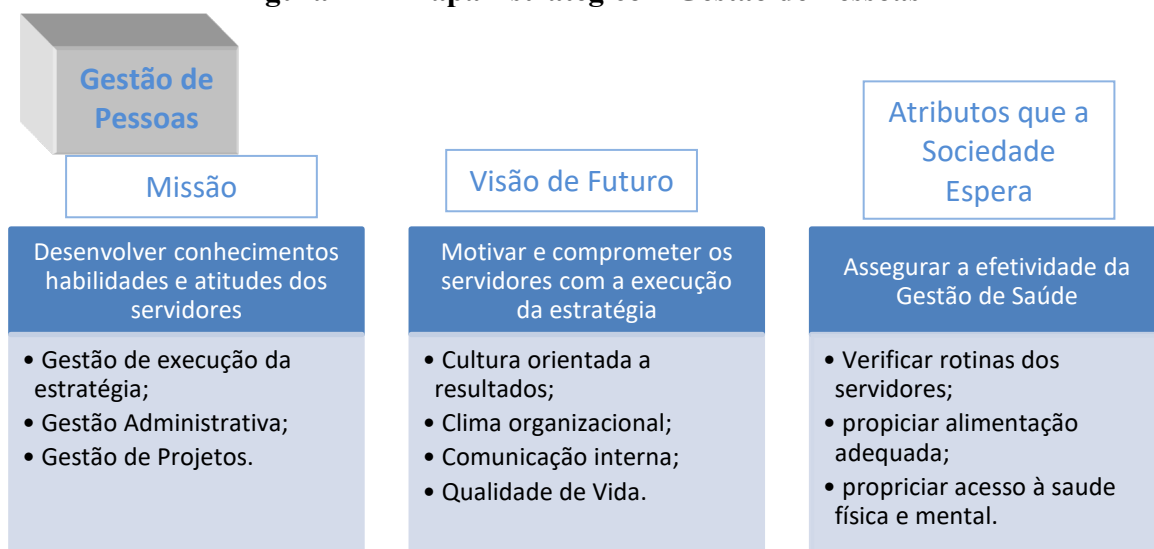 Gestão de
Pessoas
Missão
Desenvolver conhecimentos
habilidades e atitudes dos
servidores
• Gestão de execução da
estratégia;
• Gestão Administrativa;
• Gestão de Projetos.
Visão de Futuro
Motivar e comprometer os
servidores com a execução
da estratégia
• Cultura orientada a
resultados;
• Clima organizacional;
• Comunicação interna;
• Qualidade de Vida.
Atributos que a
Sociedade
Espera
Assegurar a efetividade da
Gestão de Saúde
• Verificar rotinas dos
servidores;
• propiciar alimentação
adequada;
• propriciar acesso à saude
física e mental.